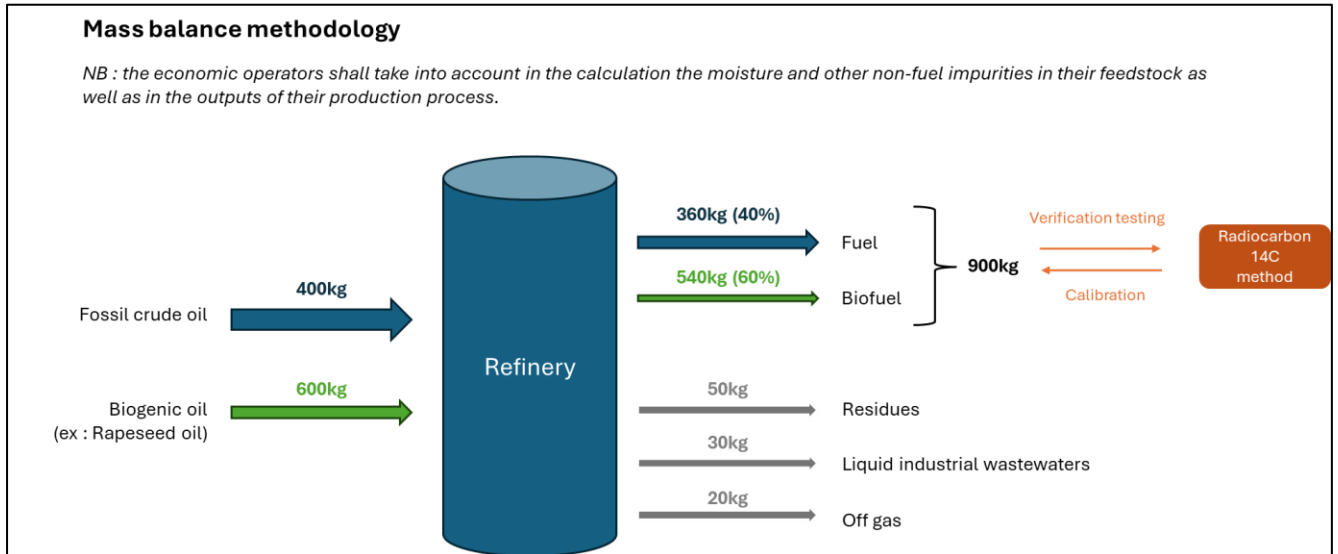 Mass balance methodology
NB : the economic operators shall take into account in the calculation the moisture and other non-fuel impurities in their feedstock as
well as in the outputs of their production process.
400kg
Fossil crude oil
600kg
Biogenic oil
(ex : Rapeseed oil)
Refinery
360kg (40%)
Fuel
540kg (60%)
Biofuel
900kg
Verification testing
Calibration
Radiocarbon
14C
method
50kg
Residues
30kg
Liquid industrial wastewaters
20kg
Off gas